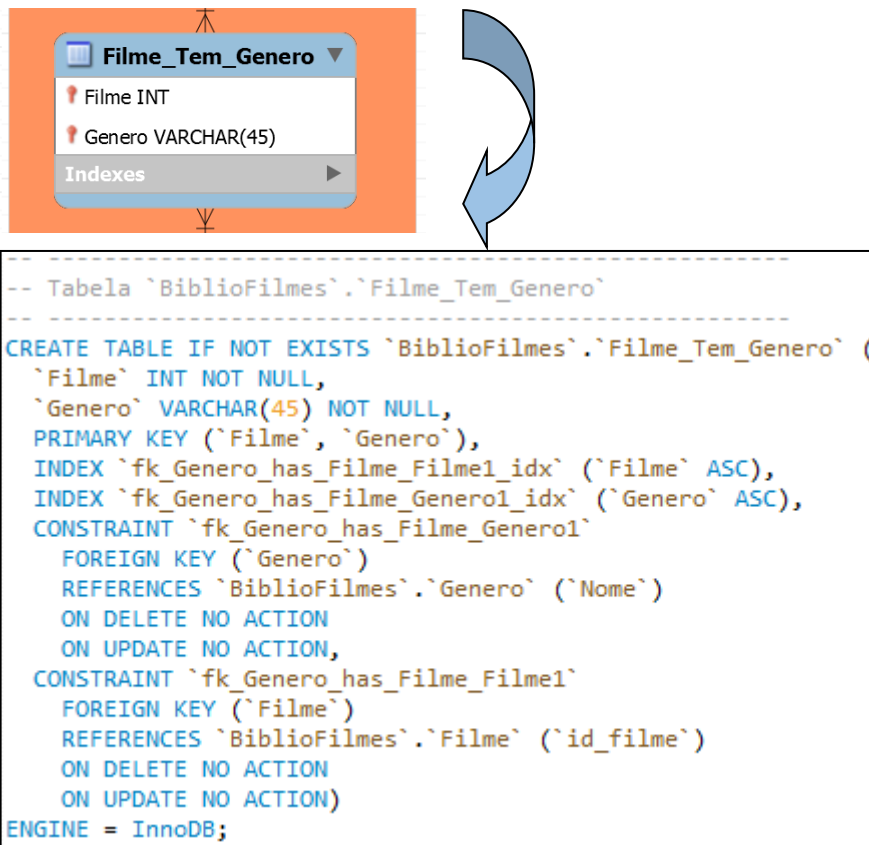 Filme_Tem_Genero
Filme INT
Genero VARCHAR(45)
Indexes
-- -----------------------------------------------------
-- Tabela `BiblioFilmes`.`Filme_Tem_Genero`
-- -----------------------------------------------------
CREATE TABLE IF NOT EXISTS `BiblioFilmes`.`Filme_Tem_Genero` (
`Filme` INT NOT NULL,
`Genero` VARCHAR(45) NOT NULL,
PRIMARY KEY (`Filme`, `Genero`),
INDEX `fk_Genero_has_Filme_Filme1_idx` (`Filme` ASC),
INDEX `fk_Genero_has_Filme_Genero1_idx` (`Genero` ASC),
CONSTRAINT `fk_Genero_has_Filme_Genero1`
FOREIGN KEY (`Genero`)
REFERENCES `BiblioFilmes`.`Genero` (`Nome`)
ON DELETE NO ACTION
ON UPDATE NO ACTION,
CONSTRAINT `fk_Genero_has_Filme_Filme1`
FOREIGN KEY (`Filme`)
REFERENCES `BiblioFilmes`.`Filme` (`id_filme`)
ON DELETE NO ACTION
ON UPDATE NO ACTION)
ENGINE = InnoDB;